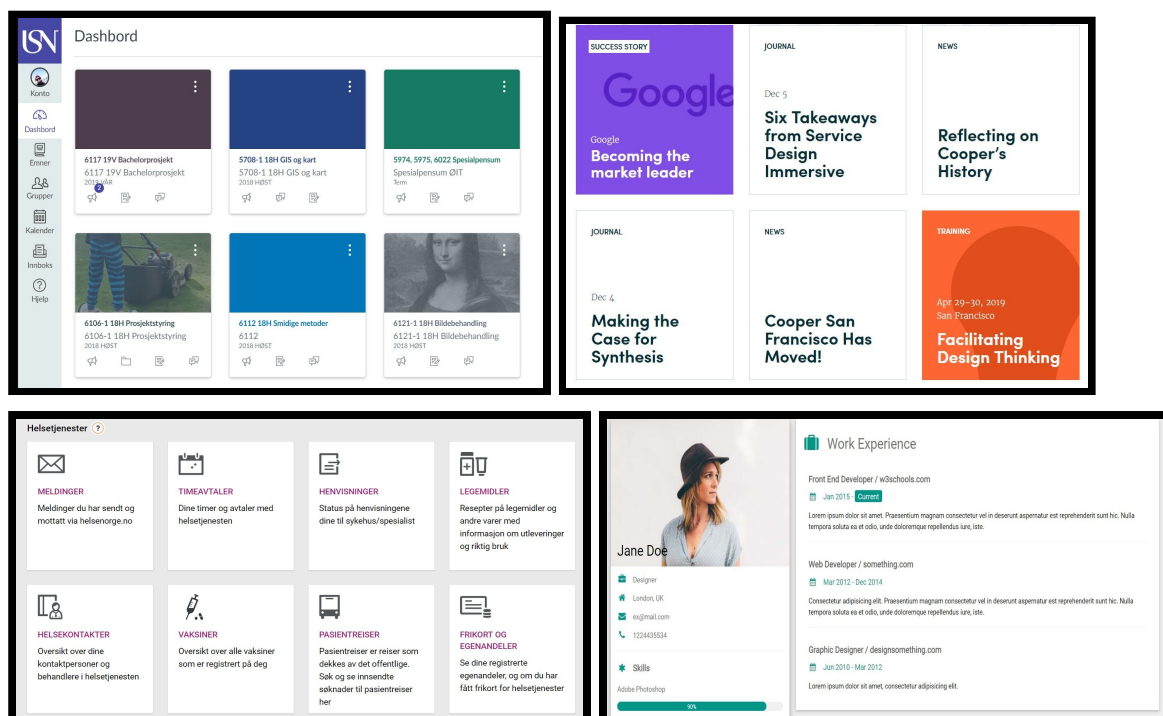 USN
Dashbord
Konto
Dashbord
Emner
Grupper
Kalender
Innboks
Hjelp
6117 19V Bachelorprosjekt
6117 19V Bachelorprosjekt
2019 VÅR
2
5708-1 18H GIS og kart
5708-1 18H GIS og kart
2018 HØST
5974, 5975, 6022 Spesialpensum
Spesialpensum ØIT
Term
6106-1 18H Prosjektstyring
6106-1 18H Prosjektstyring
2018 HØST
6112 18H Smidige metoder
6112
2018 HØST
6121-1 18H Bildebehandling
6121-1 18H Bildebehandling
2018 HØST
SUCCESS STORY
Google
Google
Becoming the
market leader
JOURNAL
Dec 5
Six Takeaways
from Service
Design
Immersive
NEWS
Reflecting on
Cooper's
History
JOURNAL
Dec 4
Making the
Case for
Synthesis
NEWS
Cooper San
Francisco Has
Moved!
TRAINING
Apr 29–30, 2019
San Francisco
Facilitating
Design Thinking
Helsetjenester ?
MELDINGER
Meldinger du har sendt og
mottatt via helsenorge.no
TIMEAVTALER
Dine timer og avtaler med
helsetjenesten
HENVISNINGER
Status på henvisningene
dine til sykehus/spesialist
LEGEMIDLER
Resepter på legemidler og
andre varer med
informasjon om utleveringer
og riktig bruk
HELSEKONTAKTER
Oversikt over dine
kontaktpersoner og
behandlere i helsetjenesten
VAKSINER
Oversikt over alle vaksiner
som er registrert på deg
PASIENTREISER
Pasientreiser er reiser som
dekkes av det offentlige.
Søk og se innsendte
søknader til pasientreiser
her
FRIKORT OG
EGENANDELER
Se dine registrerte
egenandeler, og om du har
fått frikort for helsetjenester
Jane Doe
Designer
London, UK
ex@mail.com
1224435534
Skills
Adobe Photoshop
90%
Work Experience
Front End Developer / w3schools.com
Jan 2015 - Current
Lorem ipsum dolor sit amet. Praesentium magnam consectetur vel in deserunt aspernatur est reprehenderit sunt hic. Nulla
tempora soluta ea et odio, unde doloremque repellendus iure, iste.
Web Developer / something.com
Mar 2012 - Dec 2014
Consectetur adipisicing elit. Praesentium magnam consectetur vel in deserunt aspernatur est reprehenderit sunt hic. Nulla
tempora soluta ea et odio, unde doloremque repellendus iure, iste.
Graphic Designer / designsomething.com
Jun 2010 - Mar 2012
Lorem ipsum dolor sit amet, consectetur adipisicing elit.